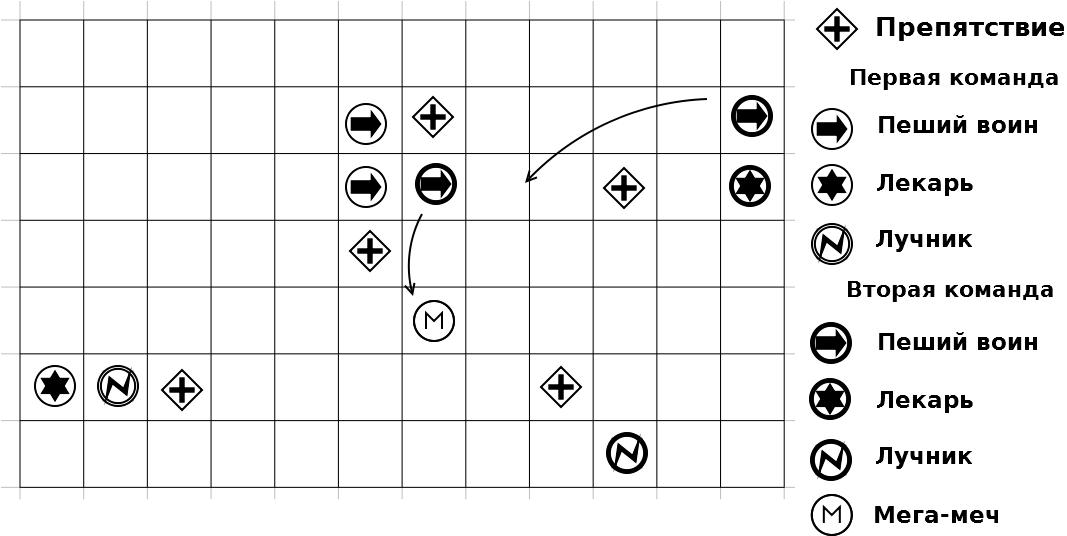 Препятствие
Первая команда
Пеший воин
Лекарь
Лучник
Вторая команда
Пеший воин
Лекарь
Лучник
M
M Мега-меч